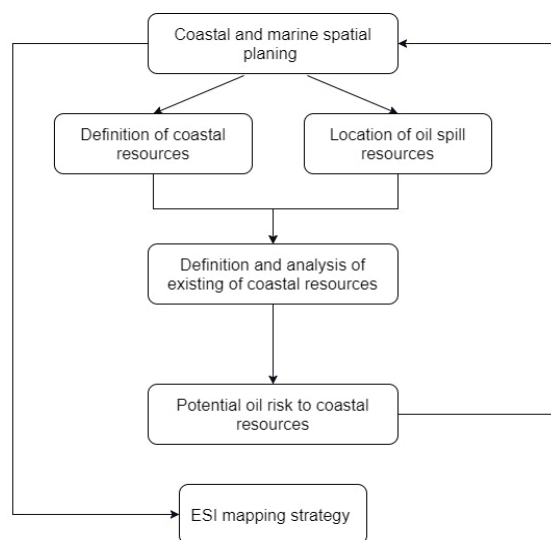 Coastal and marine spatial
planing
Definition of coastal
resources
Location of oil spill
resources
Definition and analysis of
existing of coastal resources
Potential oil risk to coastal
resources
ESI mapping strategy